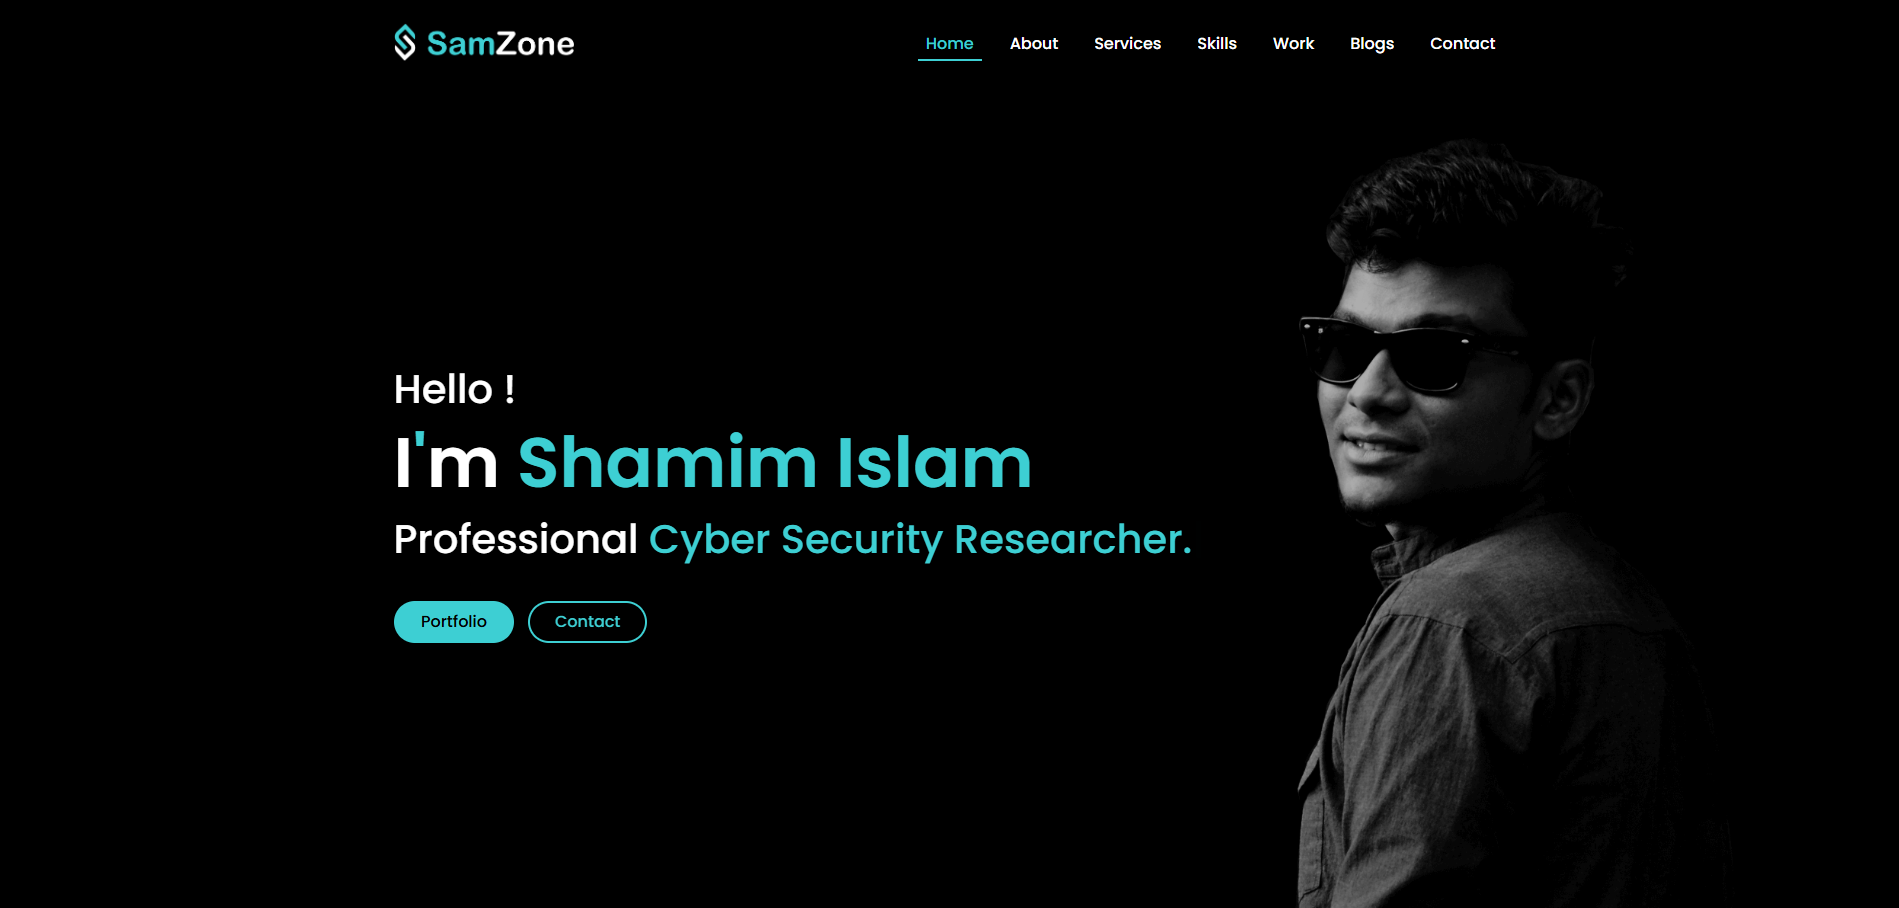 SamZone
Home About Services Skills Work Blogs Contact
Hello !
I'm Shamim Islam
Professional Cyber Security Researcher.
Portfolio Contact